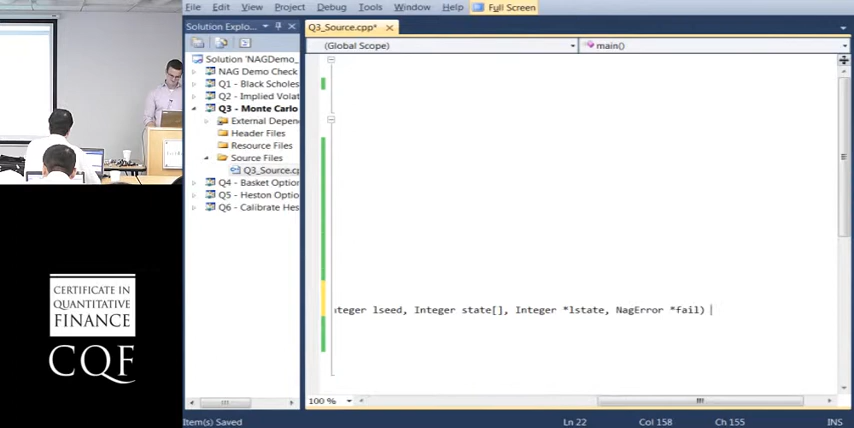 File Edit View Project Debug Tools Window Help Full Screen
Solution Explo...
Q3_Source.cpp*
(Global Scope)
main()
Solution 'NAGDemo_
NAG Demo Check
Q1 - Black Scholes
Q2 - Implied Volat
Q3 - Monte Carlo
External Depen
Header Files
Resource Files
Source Files
Q3_Source.cp
Q4 - Basket Optio
Q5 - Heston Optio
Q6 - Calibrate Hes
teger lseed, Integer state[], Integer *lstate, NagError *fail)
100 %
Item(s) Saved
Ln 22
Col 158
Ch 155
INS
CERTIFICATE IN
QUANTITATIVE
FINANCE
CQF